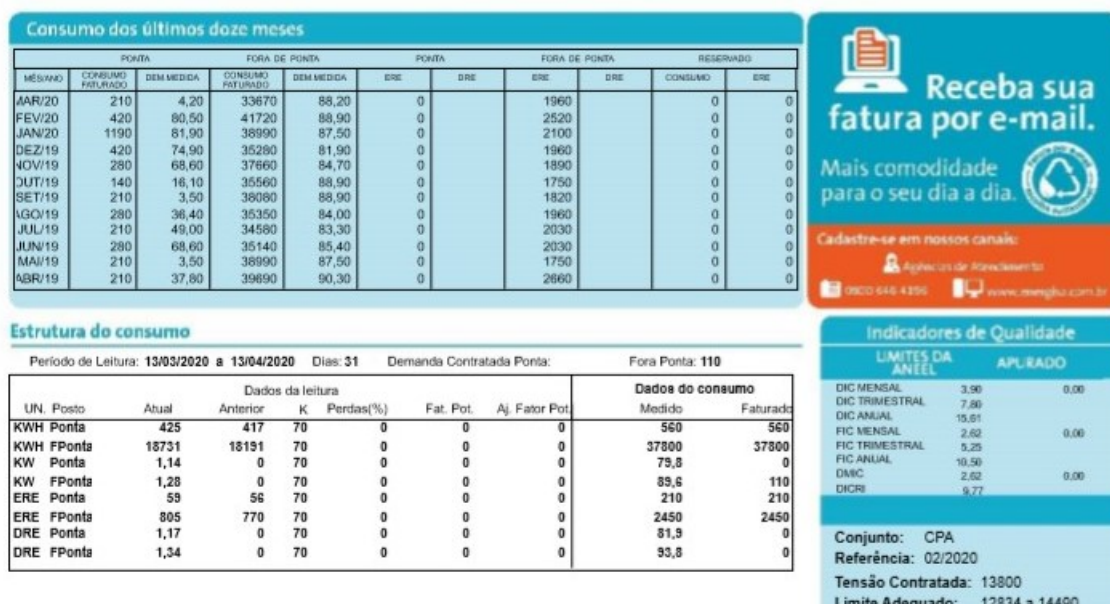 Consumo dos últimos doze meses
PONTA FORA DE PONTA PONTA FORA DE PONTA RESERVADO
MÊS/ANO CONSUMO FATURADO DEM.MEDIDA CONSUMO FATURADO DEM.MEDIDA ERE DRE ERE DRE CONSUMO ERE
MAR/20 210 4,20 33670 88,20 0 1960 0 0
FEV/20 420 80,50 41720 88,90 0 2520 0 0
JAN/20 1190 81,90 38990 87,50 0 2100 0 0
DEZ/19 420 74,90 35280 81,90 0 1960 0 0
NOV/19 280 68,60 37660 84,70 0 1890 0 0
OUT/19 140 16,10 35560 88,90 0 1750 0 0
SET/19 210 3,50 38080 88,90 0 1820 0 0
AGO/19 280 36,40 35350 84,00 0 1960 0 0
JUL/19 210 49,00 34580 83,30 0 2030 0 0
JUN/19 280 68,60 35140 85,40 0 2030 0 0
MAI/19 210 3,50 38990 87,50 0 1750 0 0
ABR/19 210 37,80 39690 90,30 0 2660 0 0
Receba sua
fatura por e-mail.
Mais comodidade
para o seu dia a dia.
Cadastre-se em nossos canais:
Agências de Atendimento
0800 646 4196 www.energisa.com.br
Estrutura do consumo
Período de Leitura: 13/03/2020 a 13/04/2020 Dias: 31 Demanda Contratada Ponta: Fora Ponta: 110
Dados da leitura Dados do consumo
UN. Posto Atual Anterior K Perdas(%) Fat. Pot. Aj. Fator Pot. Medido Faturado
KWH Ponta 425 417 70 0 0 0 560 560
KWH FPonta 18731 18191 70 0 0 0 37800 37800
KW Ponta 1,14 0 70 0 0 0 79,8 0
KW FPonta 1,28 0 70 0 0 0 89,6 110
ERE Ponta 59 56 70 0 0 0 210 210
ERE FPonta 805 770 70 0 0 0 2450 2450
DRE Ponta 1,17 0 70 0 0 0 81,9 0
DRE FPonta 1,34 0 70 0 0 0 93,8 0
Indicadores de Qualidade
LIMITES DA ANEEL APURADO
DIC MENSAL 3,90 0,00
DIC TRIMESTRAL 7,80
DIC ANUAL 15,61
FIC MENSAL 2,62 0,00
FIC TRIMESTRAL 5,25
FIC ANUAL 10,50
DMIC 2,62 0,00
DICRI 9,77
Conjunto: CPA
Referência: 02/2020
Tensão Contratada: 13800
Limite Adequado: 12834 a 14490